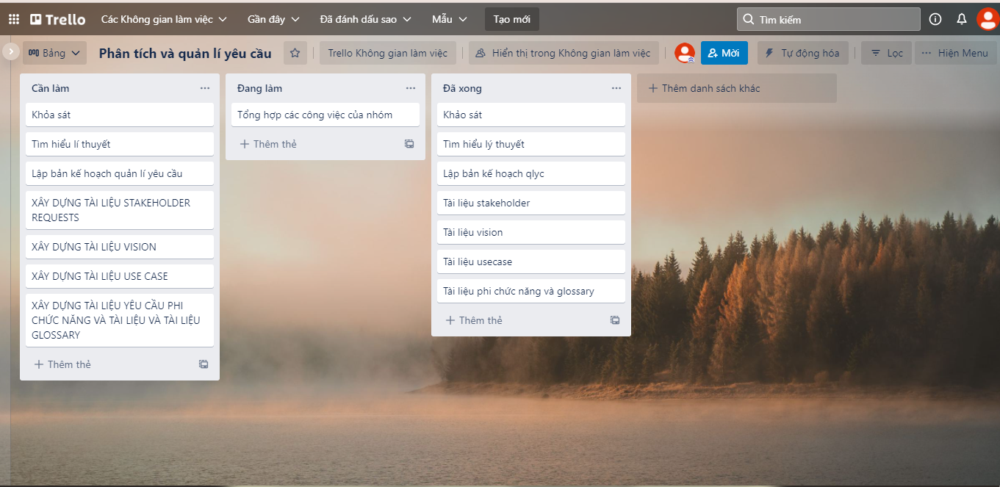 Trello Các Không gian làm việc Gần đây Đã đánh dấu sao Mẫu Tạo mới Tìm kiếm
Bảng Phân tích và quản lí yêu cầu Trello Không gian làm việc Hiển thị trong Không gian làm việc Mời Tự động hóa Lọc Hiện Menu
Cần làm
Khỏa sát
Tìm hiểu lí thuyết
Lập bản kế hoạch quản lí yêu cầu
XÂY DỰNG TÀI LIỆU STAKEHOLDER
REQUESTS
XÂY DỰNG TÀI LIỆU VISION
XÂY DỰNG TÀI LIỆU USE CASE
XÂY DỰNG TÀI LIỆU YÊU CẦU PHI
CHỨC NĂNG VÀ TÀI LIỆU VÀ TÀI LIỆU
GLOSSARY
Thêm thẻ
Đang làm
Tổng hợp các công việc của nhóm
Thêm thẻ
Đã xong
Khảo sát
Tìm hiểu lý thuyết
Lập bản kế hoạch qlyc
Tài liệu stakeholder
Tài liệu vision
Tài liệu usecase
Tài liệu phi chức năng và glossary
Thêm thẻ
Thêm danh sách khác